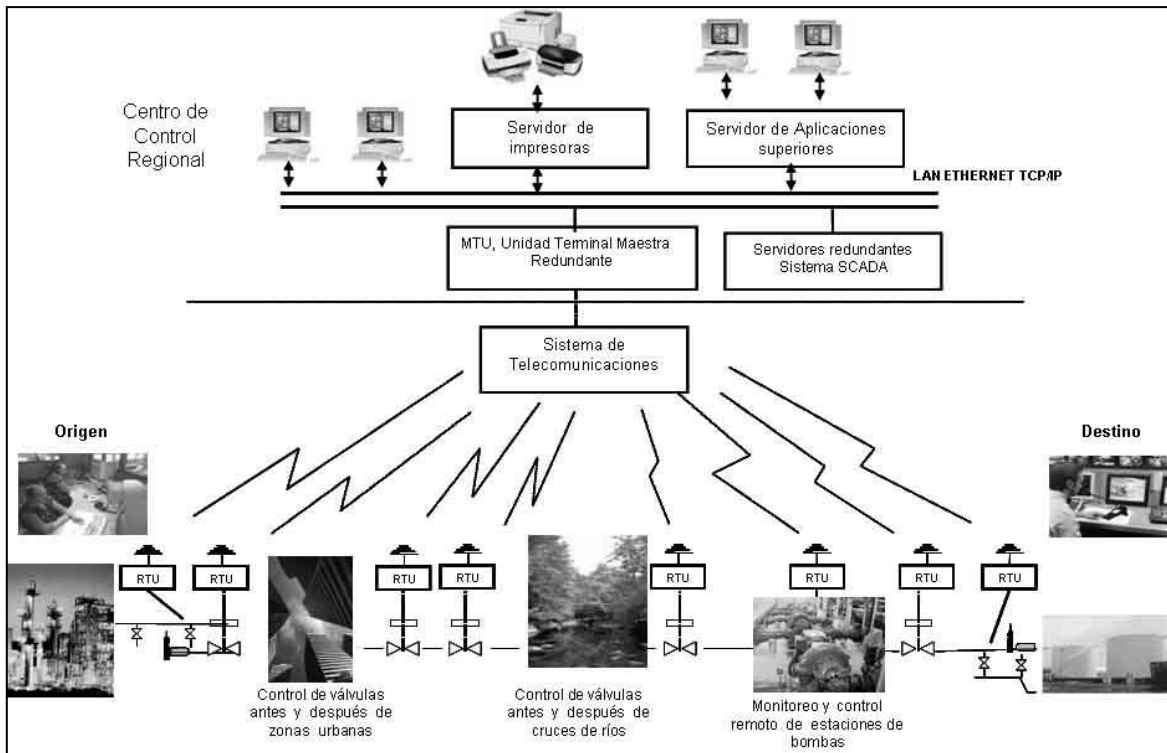 Centro de
Control
Regional
Servidor de
impresoras
Servidor de Aplicaciones
superiores
LAN ETHERNET TCP/IP
MTU, Unidad Terminal Maestra
Redundante
Servidores redundantes
Sistema SCADA
Sistema de
Telecomunicaciones
Origen
Destino
RTU
RTU
RTU
RTU
RTU
RTU
RTU
RTU
Control de válvulas
antes y después de
zonas urbanas
Control de válvulas
antes y después de
cruces de ríos
Monitoreo y control
remoto de estaciones de
bombas